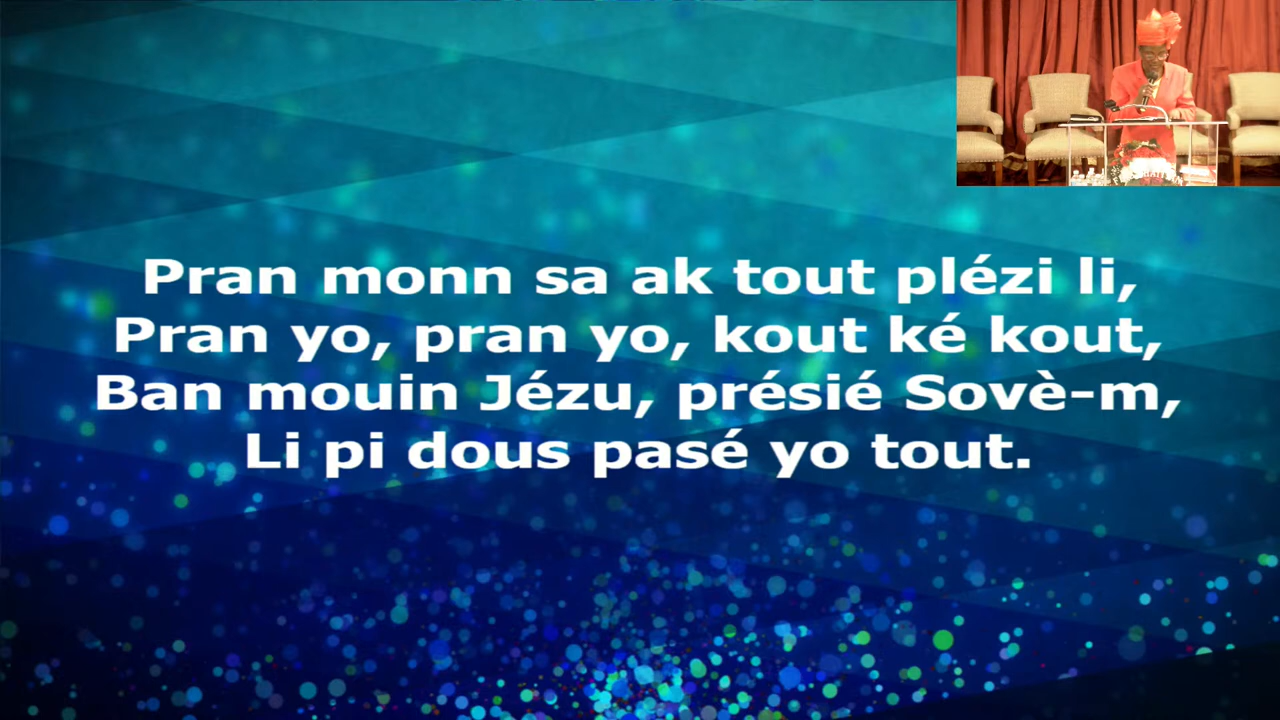 Pran monn sa ak tout plézi li,
Pran yo, pran yo, kout ké kout,
Ban mouin Jézu, présié Sovè-m,
Li pi dous pasé yo tout.